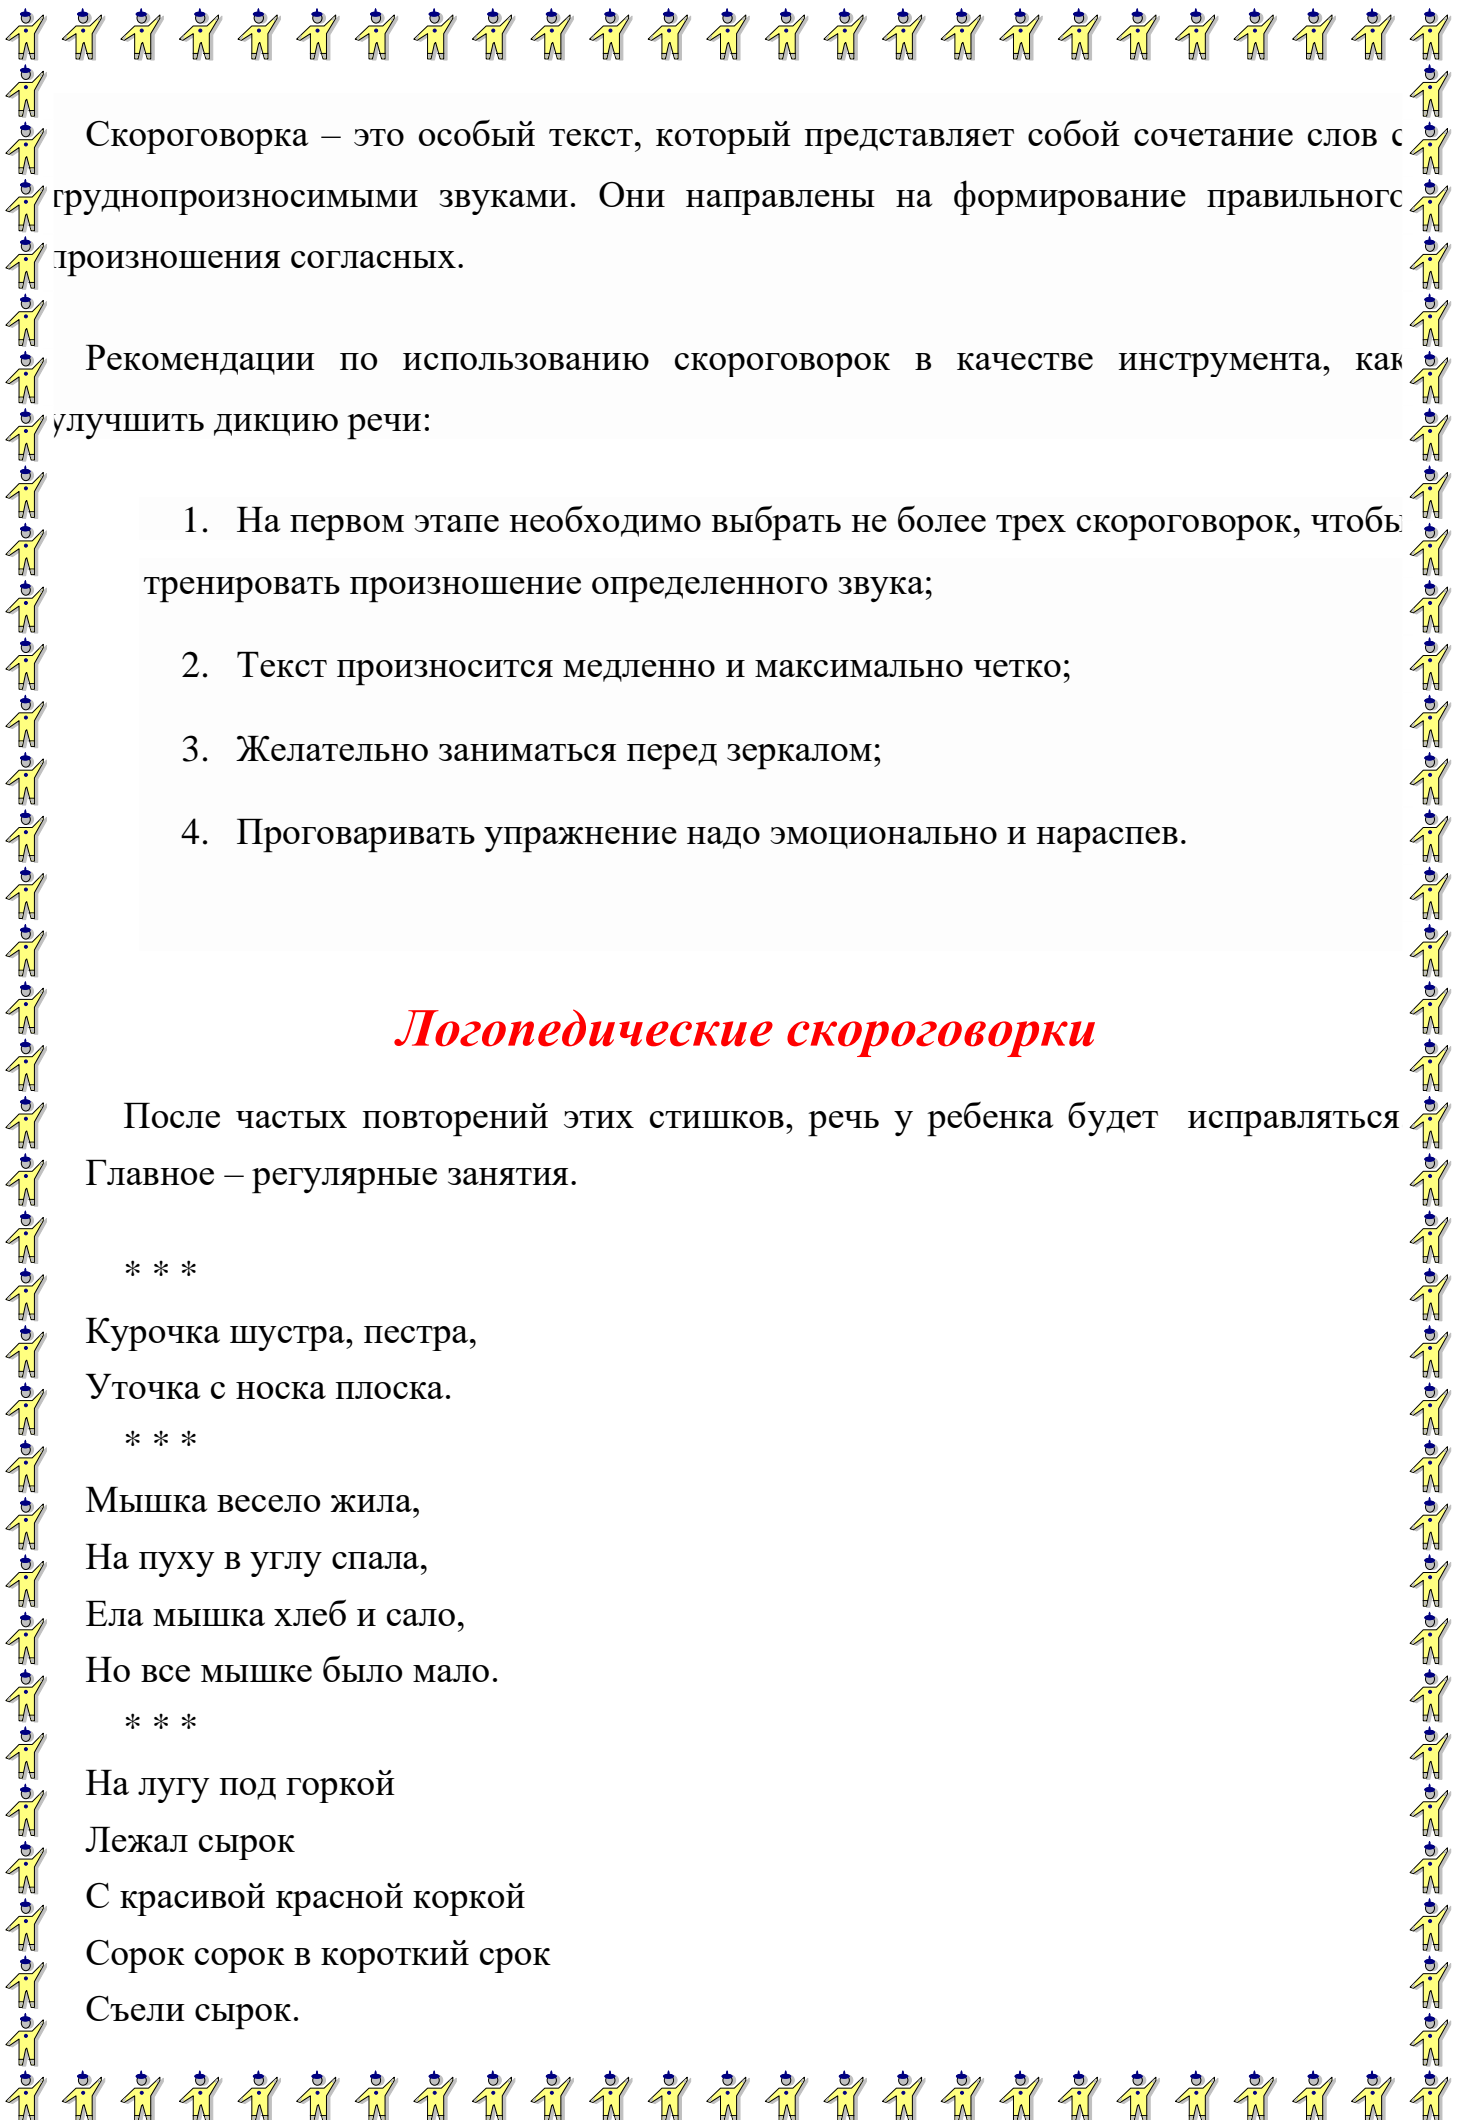 Скороговорка – это особый текст, который представляет собой сочетание слов с
труднопроизносимыми звуками. Они направлены на формирование правильного
произношения согласных.
Рекомендации по использованию скороговорок в качестве инструмента, как
улучшить дикцию речи:
1. На первом этапе необходимо выбрать не более трех скороговорок, чтобы
тренировать произношение определенного звука;
2. Текст произносится медленно и максимально четко;
3. Желательно заниматься перед зеркалом;
4. Проговаривать упражнение надо эмоционально и нараспев.
Логопедические скороговорки
После частых повторений этих стишков, речь у ребенка будет исправляться
Главное – регулярные занятия.
* * *
Курочка шустра, пестра,
Уточка с носка плоска.
* * *
Мышка весело жила,
На пуху в углу спала,
Ела мышка хлеб и сало,
Но все мышке было мало.
* * *
На лугу под горкой
Лежал сырок
С красивой красной коркой
Сорок сорок в короткий срок
Съели сырок.